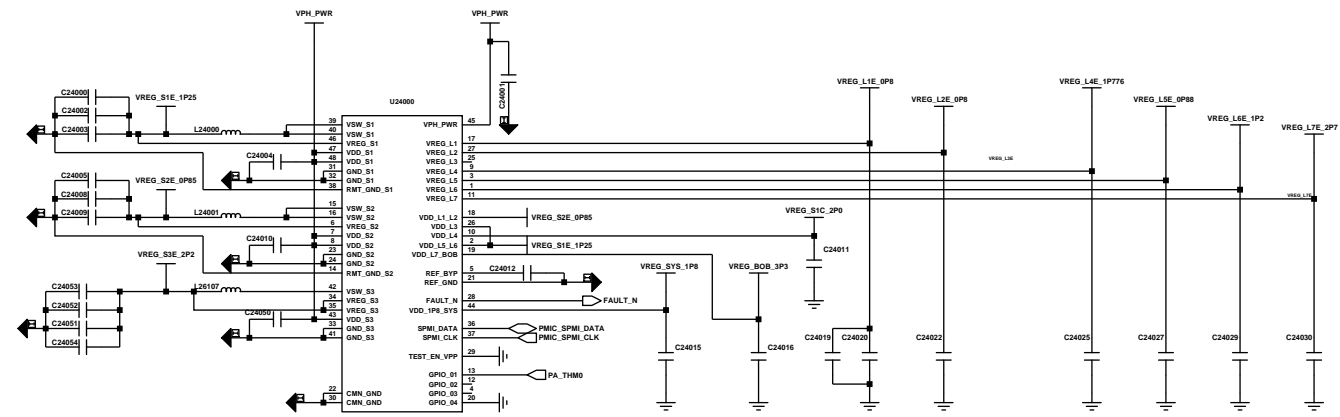 VPH_PWR
VPH_PWR
C24001
VREG_L1E_0P8
VREG_L4E_1P776
VREG_L2E_0P8
VREG_L5E_0P88
VREG_L6E_1P2
VREG_L7E_2P7
C24000
VREG_S1E_1P25
C24002
C24003
L24000
U24000
39 VSW_S1
40 VSW_S1
46 VREG_S1
47 VDD_S1
48 VDD_S1
31 GND_S1
32 GND_S1
38 RMT_GND_S1
C24004
C24005
VREG_S2E_0P85
C24008
C24009
L24001
15 VSW_S2
16 VSW_S2
6 VREG_S2
7 VDD_S2
8 VDD_S2
23 GND_S2
24 GND_S2
14 RMT_GND_S2
C24010
VREG_S3E_2P2
C24053
L26107
C24052
C24051
C24054
42 VSW_S3
34 VREG_S3
35 VREG_S3
43 VDD_S3
33 GND_S3
41 GND_S3
C24050
22 CMN_GND
30 CMN_GND
VPH_PWR 45
VREG_L1 17
VREG_L2 27
VREG_L3 25
VREG_L4 9
VREG_L5 3
VREG_L6 1
VREG_L7 11
VREG_L3E
VREG_L7E
VDD_L1_L2 18
VREG_S2E_0P85
VDD_L3 26
VDD_L4 10
VDD_L5_L6 2
VREG_S1E_1P25
VDD_L7_BOB 19
VREG_S1C_2P0
C24011
REF_BYP 5
C24012
REF_GND 21
VREG_SYS_1P8
VREG_BOB_3P3
FAULT_N 28
FAULT_N
VDD_1P8_SYS 44
SPMI_DATA 36
PMIC_SPMI_DATA
SPMI_CLK 37
PMIC_SPMI_CLK
TEST_EN_VPP 29
GPIO_01 13
PA_THM0
GPIO_02 12
GPIO_03 4
GPIO_04 20
C24015
C24016
C24019
C24020
C24022
C24025
C24027
C24029
C24030